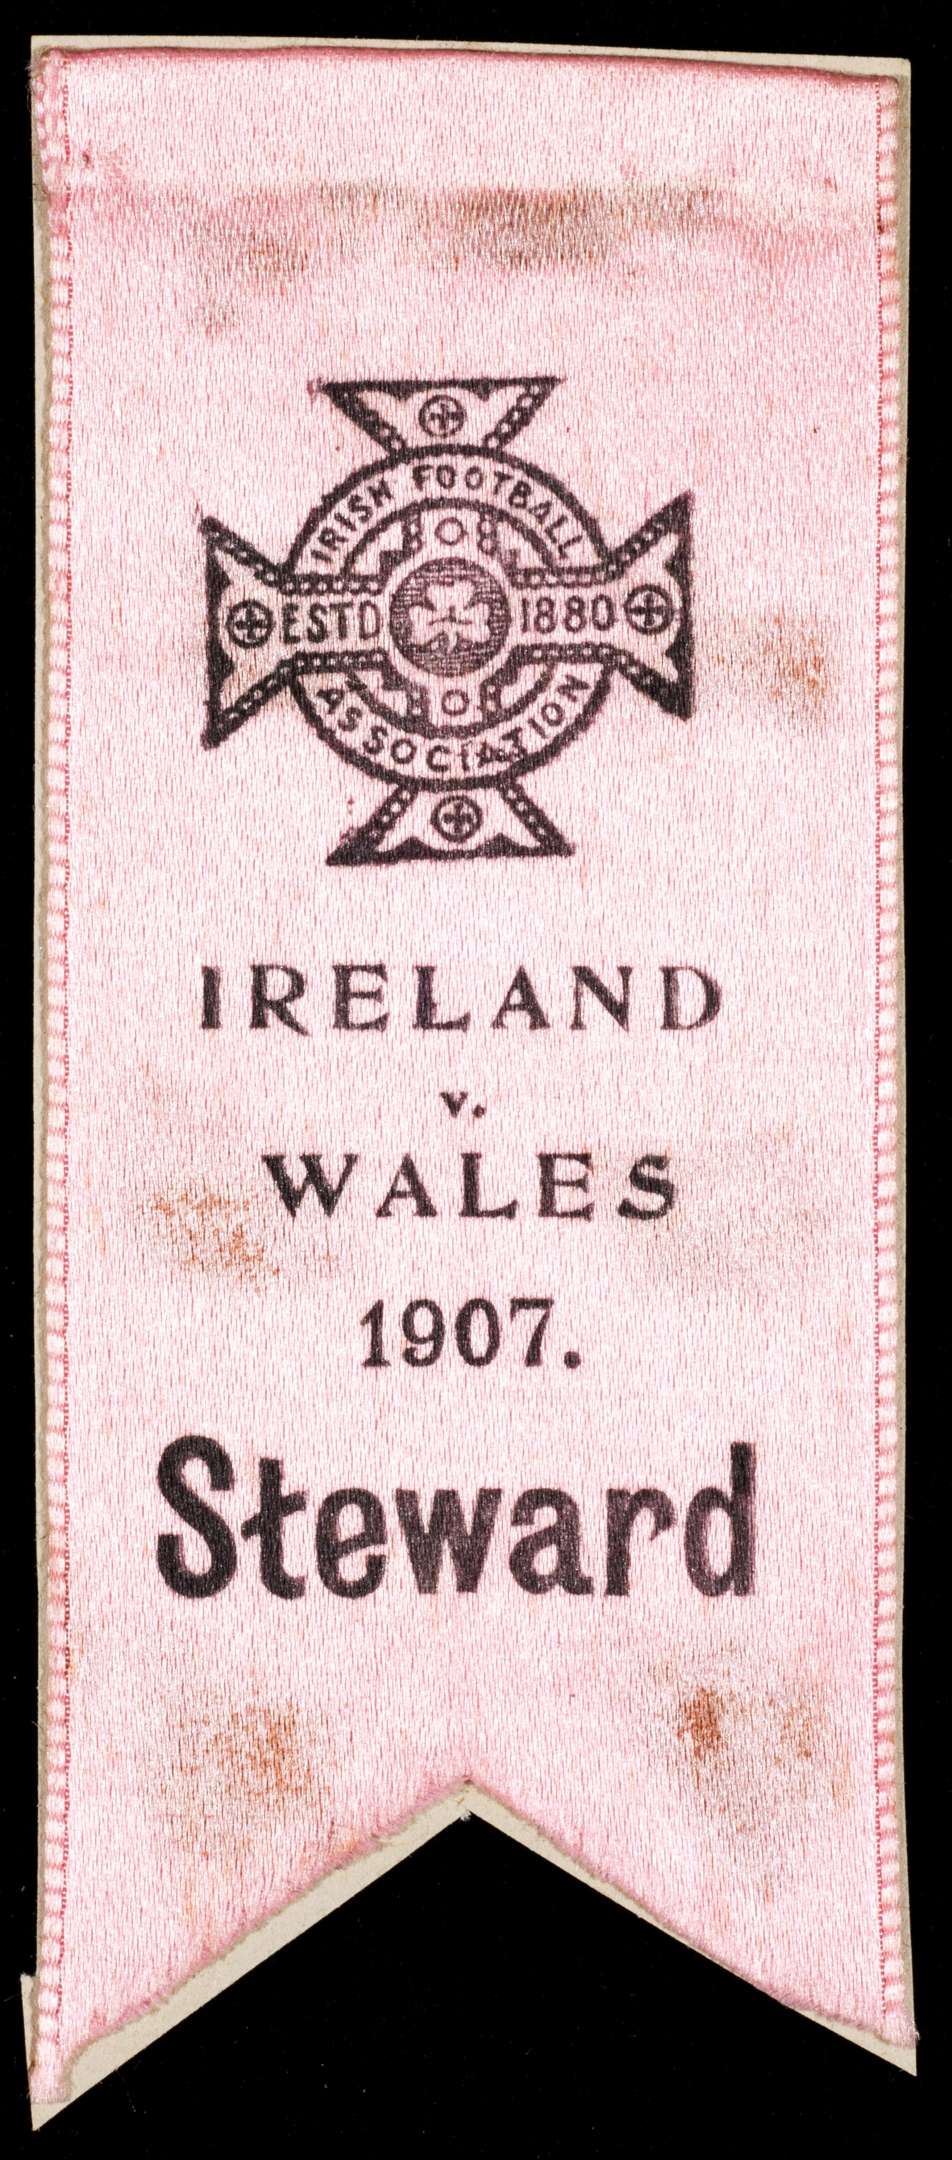 IRISH FOOTBALL
ESTD 1880
ASSOCIATION
IRELAND
v.
WALES
1907.
Steward